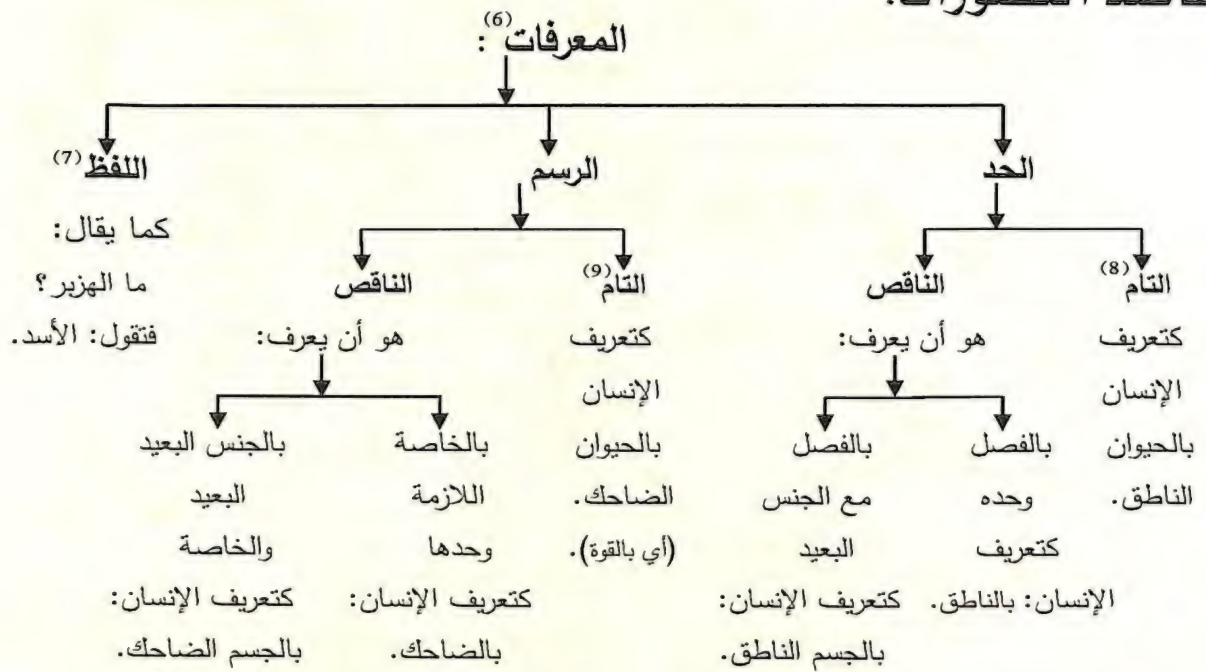 التصورات:
المعرفات(6):
الحد
التام(8)
كتعريف
الإنسان
بالحيوان
الناطق.
الناقص
هو أن يعرف:
بالفصل
وحده
كتعريف
الإنسان: بالناطق.
بالفصل
مع الجنس
البعيد
كتعريف الإنسان:
بالجسم الناطق.
الرسم
التام(9)
كتعريف
الإنسان
بالحيوان
الضاحك.
(أي بالقوة).
الناقص
هو أن يعرف:
بالخاصة
اللازمة
وحدها
كتعريف الإنسان:
بالضاحك.
بالجنس البعيد
البعيد
والخاصة
كتعريف الإنسان:
بالجسم الضاحك.
اللفظ(7)
كما يقال:
ما الهزبر؟
فتقول: الأسد.